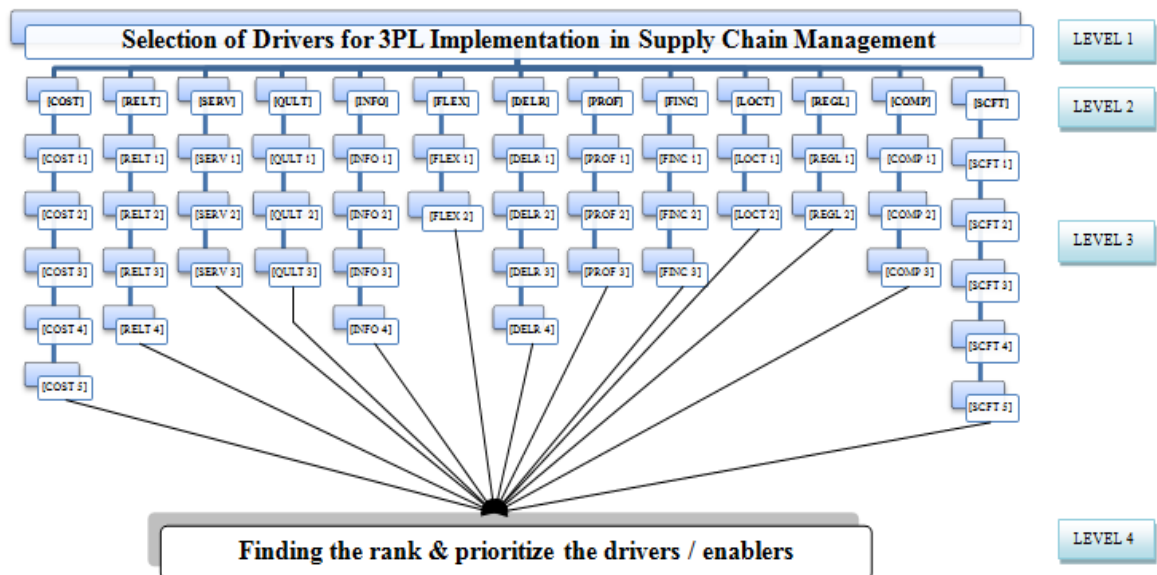 Selection of Drivers for 3PL Implementation in Supply Chain Management
LEVEL 1
[COST] [RELT] [SERV] [QULT] [INFO] [FLEX] [DELR] [PROF] [FINC] [LOCT] [REGL] [COMP] [SCFT]
LEVEL 2
[COST 1] [RELT 1] [SERV 1] [QULT 1] [INFO 1] [FLEX 1] [DELR 1] [PROF 1] [FINC 1] [LOCT 1] [REGL 1] [COMP 1] [SCFT 1]
[COST 2] [RELT 2] [SERV 2] [QULT 2] [INFO 2] [FLEX 2] [DELR 2] [PROF 2] [FINC 2] [LOCT 2] [REGL 2] [COMP 2] [SCFT 2]
LEVEL 3
[COST 3] [RELT 3] [SERV 3] [QULT 3] [INFO 3] [DELR 3] [PROF 3] [FINC 3] [COMP 3] [SCFT 3]
[COST 4] [RELT 4] [INFO 4] [DELR 4] [SCFT 4]
[COST 5] [SCFT 5]
Finding the rank & prioritize the drivers / enablers
LEVEL 4